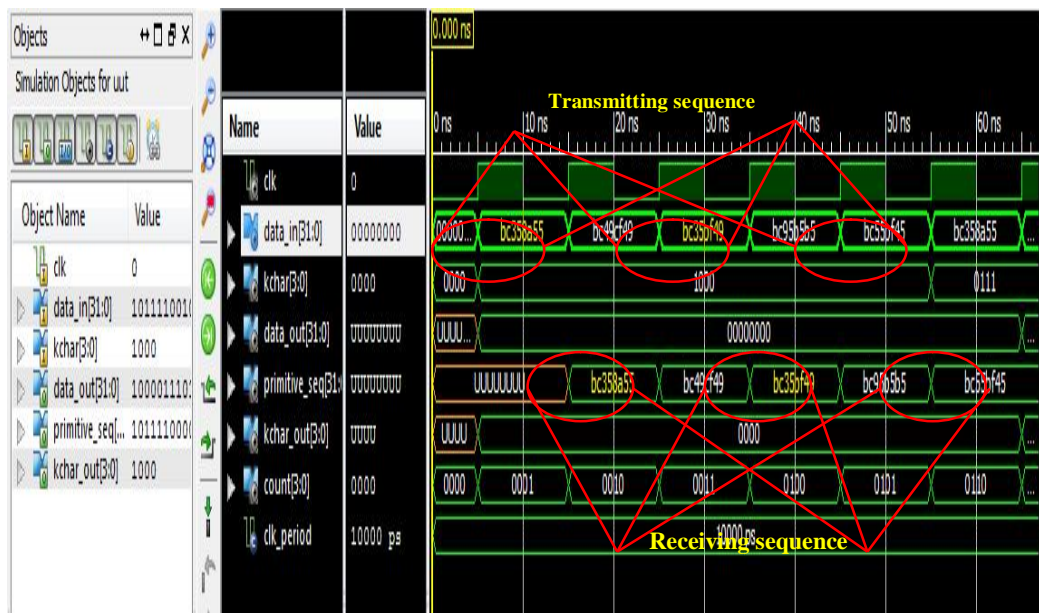 Objects
Simulation Objects for uut
Object Name Value
clk 0
data_in[31:0] 1011110010
kchar[3:0] 1000
data_out[31:0] 100001110
primitive_seq[... 101111000
kchar_out[3:0] 1000
Name Value
clk 0
data_in[31:0] 00000000
kchar[3:0] 0000
data_out[31:0] UUUUUUUU
primitive_seq[31: UUUUUUUU
kchar_out[3:0] UUUU
count[3:0] 0000
clk_period 10000 ps
0.000 ns
Transmitting sequence
0 ns 10 ns 20 ns 30 ns 40 ns 50 ns 60 ns
0000... bc358a55 bc49cf49 bc35bf49 bc95b5b5 bc55bf45 bc358a55 ...
0000 1000 0111
UUUU... 00000000 ...
UUUUUUUU bc358a55 bc49cf49 bc35bf49 bc95b5b5 bc55bf45
UUUU 0000 ...
0000 0001 0010 0011 0100 0101 0110 ...
10000 ps
Receiving sequence